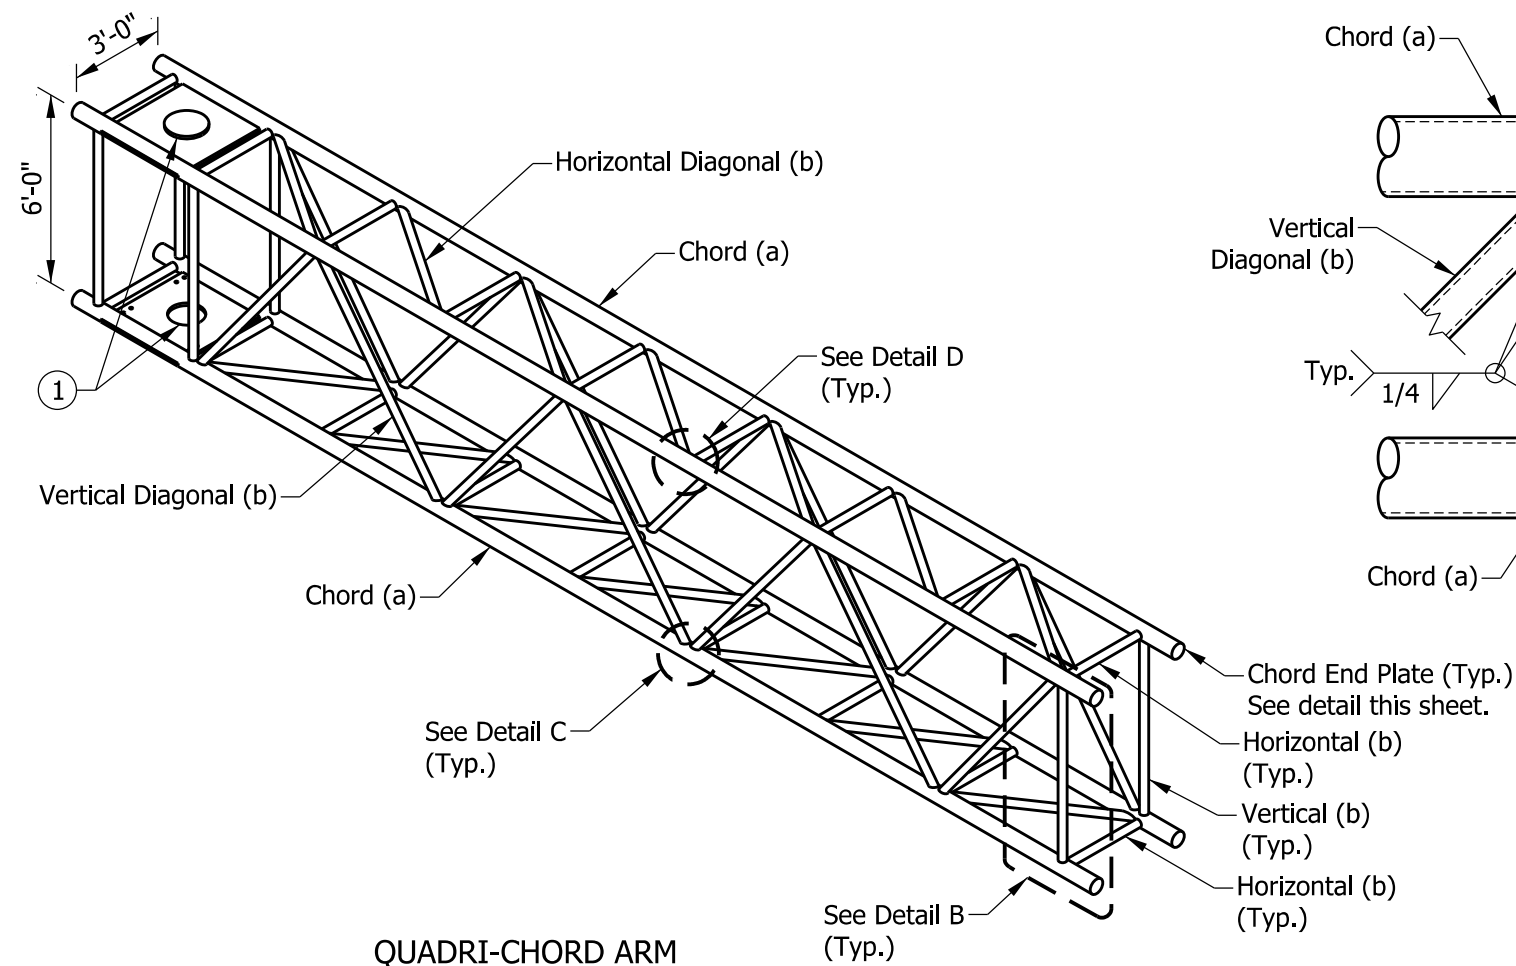 3'-0"
6'-0"
1
Horizontal Diagonal (b)
Chord (a)
See Detail D
(Typ.)
Vertical Diagonal (b)
Chord (a)
See Detail C
(Typ.)
See Detail B
(Typ.)
Chord End Plate (Typ.)
See detail this sheet.
Horizontal (b)
(Typ.)
Vertical (b)
(Typ.)
Horizontal (b)
(Typ.)
QUADRI-CHORD ARM
Chord (a)
Vertical
Diagonal (b)
Typ.
1/4
Chord (a)